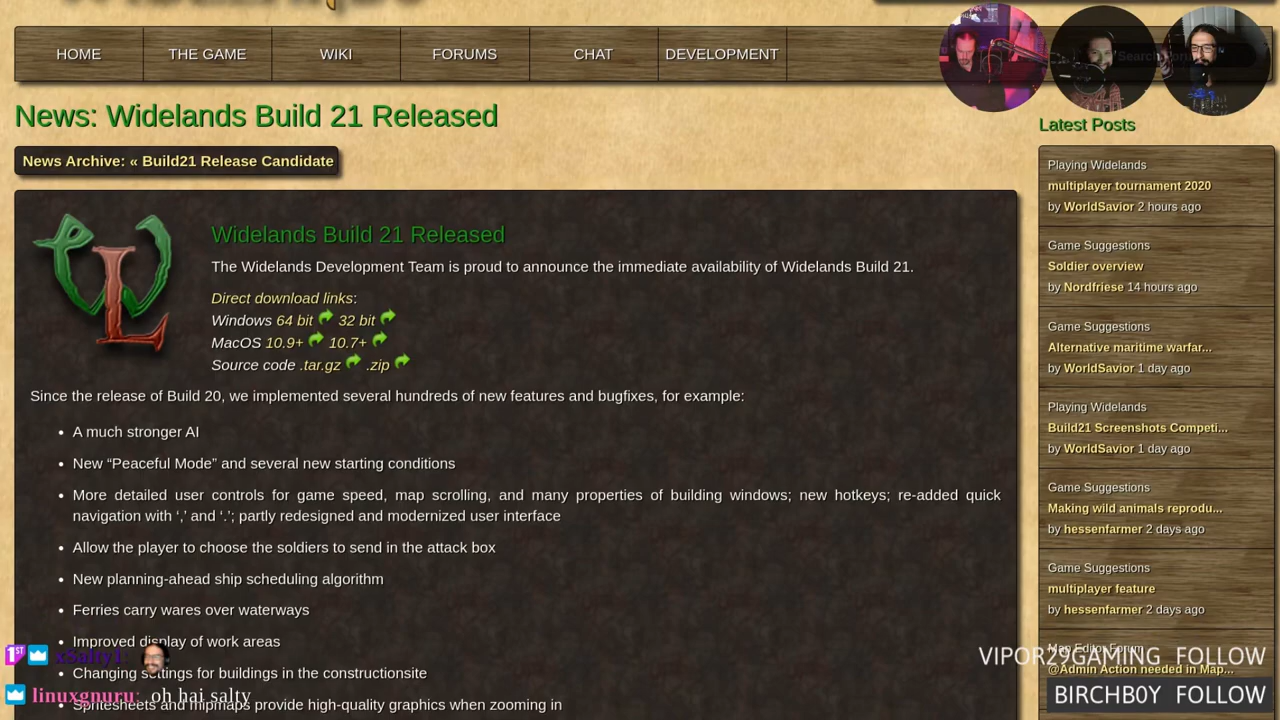 HOME THE GAME WIKI FORUMS CHAT DEVELOPMENT
News: Widelands Build 21 Released
News Archive: « Build21 Release Candidate
Widelands Build 21 Released
The Widelands Development Team is proud to announce the immediate availability of Widelands Build 21.
Direct download links:
Windows 64 bit 32 bit
MacOS 10.9+ 10.7+
Source code .tar.gz .zip
Since the release of Build 20, we implemented several hundreds of new features and bugfixes, for example:
• A much stronger AI
• New “Peaceful Mode” and several new starting conditions
• More detailed user controls for game speed, map scrolling, and many properties of building windows; new hotkeys; re-added quick
navigation with ‘,’ and ‘.’; partly redesigned and modernized user interface
• Allow the player to choose the soldiers to send in the attack box
• New planning-ahead ship scheduling algorithm
• Ferries carry wares over waterways
• Improved display of work areas
• Changing settings for buildings in the constructionsite
• Spritesheets and mipmaps provide high-quality graphics when zooming in
Latest Posts
Playing Widelands
multiplayer tournament 2020
by WorldSavior 2 hours ago
Game Suggestions
Soldier overview
by Nordfriese 14 hours ago
Game Suggestions
Alternative maritime warfar...
by WorldSavior 1 day ago
Playing Widelands
Build21 Screenshots Competi...
by WorldSavior 1 day ago
Game Suggestions
Making wild animals reprodu...
by hessenfarmer 2 days ago
Game Suggestions
multiplayer feature
by hessenfarmer 2 days ago
Map Editor Forum
@Admin Action needed in Map...
1ST xSalty1:
linuxgnuru: oh hai salty
VIPOR29GAMING FOLLOW
BIRCHB0Y FOLLOW